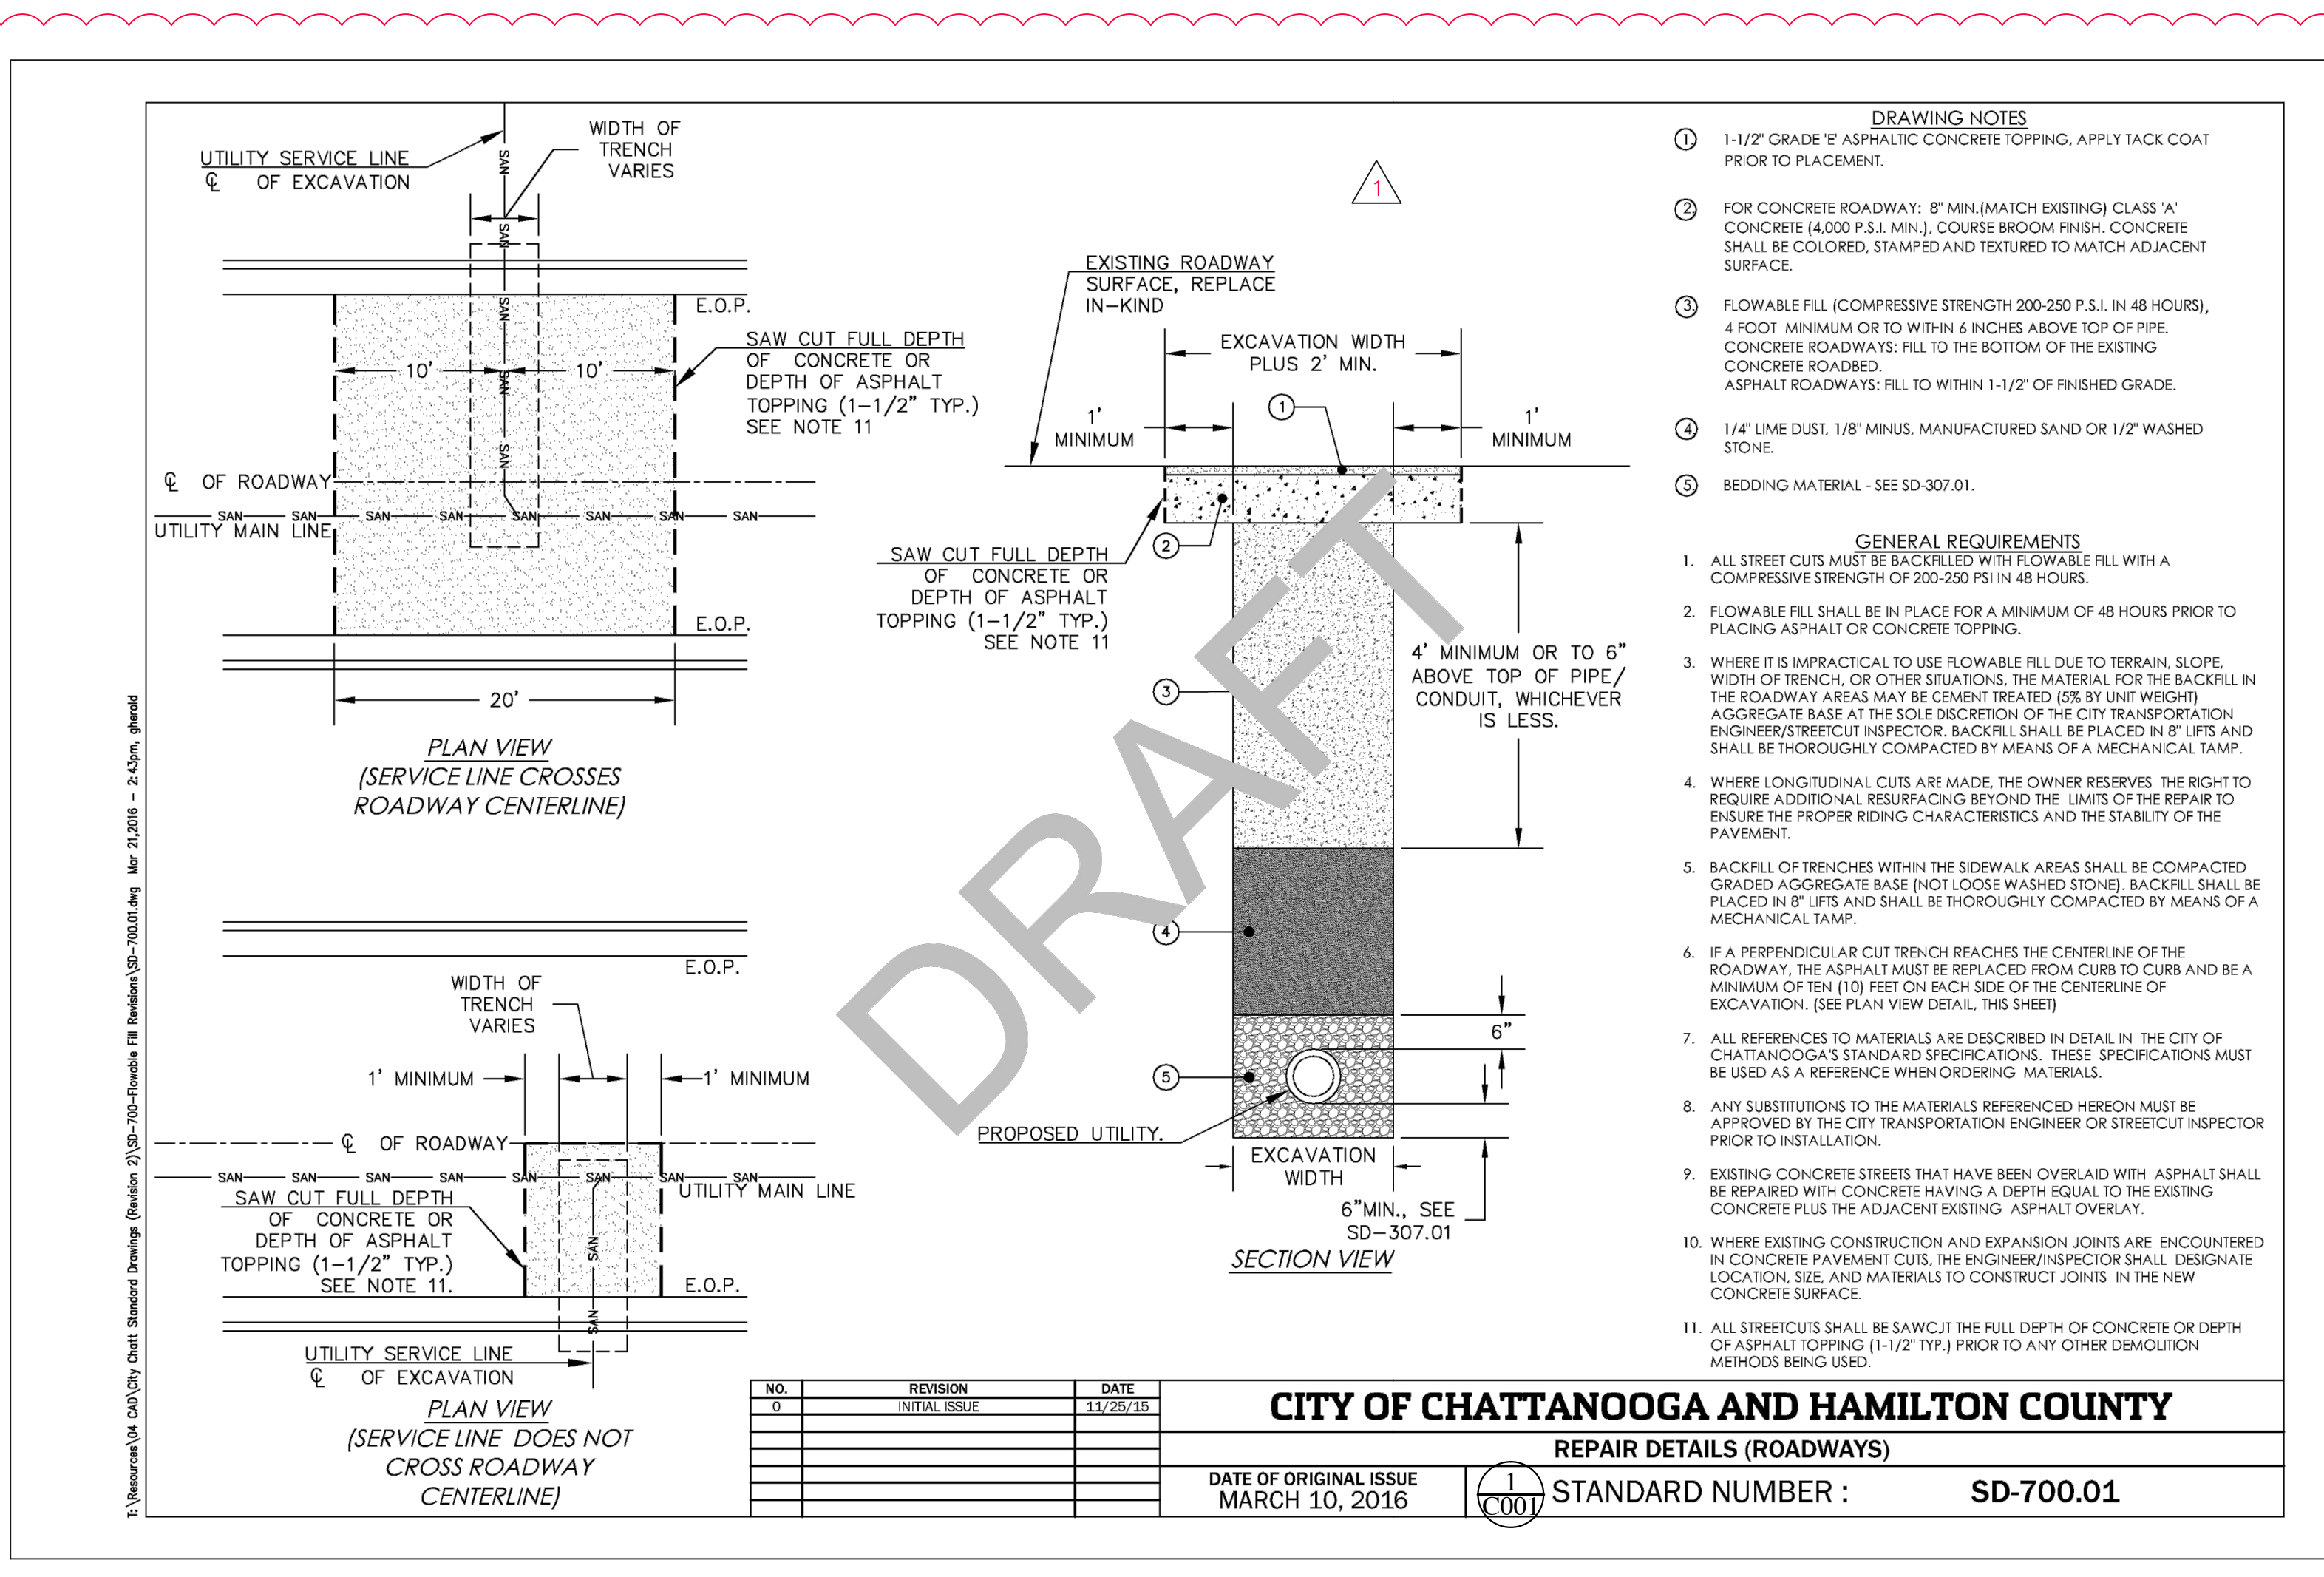 UTILITY SERVICE LINE
℄ OF EXCAVATION
WIDTH OF
TRENCH
VARIES
SAN
SAN
SAN
SAN
SAN
E.O.P.
10' 10'
SAW CUT FULL DEPTH
OF CONCRETE OR
DEPTH OF ASPHALT
TOPPING (1-1/2" TYP.)
SEE NOTE 11
℄ OF ROADWAY
SAN SAN SAN SAN SAN SAN SAN SAN
UTILITY MAIN LINE
E.O.P.
20'
PLAN VIEW
(SERVICE LINE CROSSES
ROADWAY CENTERLINE)
E.O.P.
WIDTH OF
TRENCH
VARIES
1' MINIMUM 1' MINIMUM
℄ OF ROADWAY
SAN SAN SAN SAN SAN SAN SAN SAN
UTILITY MAIN LINE
SAW CUT FULL DEPTH
OF CONCRETE OR
DEPTH OF ASPHALT
TOPPING (1-1/2" TYP.)
SEE NOTE 11.
SAN
E.O.P.
SAN
UTILITY SERVICE LINE
℄ OF EXCAVATION
PLAN VIEW
(SERVICE LINE DOES NOT
CROSS ROADWAY
CENTERLINE)
T:\Resources\04 CAD\City Chatt Standard Drawings (Revision 2)\SD-700-Flowable Fill Revisions\SD-700.01.dwg Mar 21,2016 - 2:43pm, gherold
1
EXISTING ROADWAY
SURFACE, REPLACE
IN-KIND
EXCAVATION WIDTH
PLUS 2' MIN.
1'
MINIMUM
1
1'
MINIMUM
SAW CUT FULL DEPTH
OF CONCRETE OR
DEPTH OF ASPHALT
TOPPING (1-1/2" TYP.)
SEE NOTE 11
2
3
4' MINIMUM OR TO 6"
ABOVE TOP OF PIPE/
CONDUIT, WHICHEVER
IS LESS.
4
6"
5
PROPOSED UTILITY.
EXCAVATION
WIDTH
6"MIN., SEE
SD-307.01
SECTION VIEW
DRAFT
DRAWING NOTES
1. 1-1/2" GRADE 'E' ASPHALTIC CONCRETE TOPPING, APPLY TACK COAT
PRIOR TO PLACEMENT.
2. FOR CONCRETE ROADWAY: 8" MIN.(MATCH EXISTING) CLASS 'A'
CONCRETE (4,000 P.S.I. MIN.), COURSE BROOM FINISH. CONCRETE
SHALL BE COLORED, STAMPED AND TEXTURED TO MATCH ADJACENT
SURFACE.
3. FLOWABLE FILL (COMPRESSIVE STRENGTH 200-250 P.S.I. IN 48 HOURS),
4 FOOT MINIMUM OR TO WITHIN 6 INCHES ABOVE TOP OF PIPE.
CONCRETE ROADWAYS: FILL TO THE BOTTOM OF THE EXISTING
CONCRETE ROADBED.
ASPHALT ROADWAYS: FILL TO WITHIN 1-1/2" OF FINISHED GRADE.
4. 1/4" LIME DUST, 1/8" MINUS, MANUFACTURED SAND OR 1/2" WASHED
STONE.
5. BEDDING MATERIAL - SEE SD-307.01.
GENERAL REQUIREMENTS
1. ALL STREET CUTS MUST BE BACKFILLED WITH FLOWABLE FILL WITH A
COMPRESSIVE STRENGTH OF 200-250 PSI IN 48 HOURS.
2. FLOWABLE FILL SHALL BE IN PLACE FOR A MINIMUM OF 48 HOURS PRIOR TO
PLACING ASPHALT OR CONCRETE TOPPING.
3. WHERE IT IS IMPRACTICAL TO USE FLOWABLE FILL DUE TO TERRAIN, SLOPE,
WIDTH OF TRENCH, OR OTHER SITUATIONS, THE MATERIAL FOR THE BACKFILL IN
THE ROADWAY AREAS MAY BE CEMENT TREATED (5% BY UNIT WEIGHT)
AGGREGATE BASE AT THE SOLE DISCRETION OF THE CITY TRANSPORTATION
ENGINEER/STREETCUT INSPECTOR. BACKFILL SHALL BE PLACED IN 8" LIFTS AND
SHALL BE THOROUGHLY COMPACTED BY MEANS OF A MECHANICAL TAMP.
4. WHERE LONGITUDINAL CUTS ARE MADE, THE OWNER RESERVES THE RIGHT TO
REQUIRE ADDITIONAL RESURFACING BEYOND THE LIMITS OF THE REPAIR TO
ENSURE THE PROPER RIDING CHARACTERISTICS AND THE STABILITY OF THE
PAVEMENT.
5. BACKFILL OF TRENCHES WITHIN THE SIDEWALK AREAS SHALL BE COMPACTED
GRADED AGGREGATE BASE (NOT LOOSE WASHED STONE). BACKFILL SHALL BE
PLACED IN 8" LIFTS AND SHALL BE THOROUGHLY COMPACTED BY MEANS OF A
MECHANICAL TAMP.
6. IF A PERPENDICULAR CUT TRENCH REACHES THE CENTERLINE OF THE
ROADWAY, THE ASPHALT MUST BE REPLACED FROM CURB TO CURB AND BE A
MINIMUM OF TEN (10) FEET ON EACH SIDE OF THE CENTERLINE OF
EXCAVATION. (SEE PLAN VIEW DETAIL, THIS SHEET)
7. ALL REFERENCES TO MATERIALS ARE DESCRIBED IN DETAIL IN THE CITY OF
CHATTANOOGA'S STANDARD SPECIFICATIONS. THESE SPECIFICATIONS MUST
BE USED AS A REFERENCE WHEN ORDERING MATERIALS.
8. ANY SUBSTITUTIONS TO THE MATERIALS REFERENCED HEREON MUST BE
APPROVED BY THE CITY TRANSPORTATION ENGINEER OR STREETCUT INSPECTOR
PRIOR TO INSTALLATION.
9. EXISTING CONCRETE STREETS THAT HAVE BEEN OVERLAID WITH ASPHALT SHALL
BE REPAIRED WITH CONCRETE HAVING A DEPTH EQUAL TO THE EXISTING
CONCRETE PLUS THE ADJACENT EXISTING ASPHALT OVERLAY.
10. WHERE EXISTING CONSTRUCTION AND EXPANSION JOINTS ARE ENCOUNTERED
IN CONCRETE PAVEMENT CUTS, THE ENGINEER/INSPECTOR SHALL DESIGNATE
LOCATION, SIZE, AND MATERIALS TO CONSTRUCT JOINTS IN THE NEW
CONCRETE SURFACE.
11. ALL STREETCUTS SHALL BE SAWCUT THE FULL DEPTH OF CONCRETE OR DEPTH
OF ASPHALT TOPPING (1-1/2" TYP.) PRIOR TO ANY OTHER DEMOLITION
METHODS BEING USED.
NO. REVISION DATE
0 INITIAL ISSUE 11/25/15
CITY OF CHATTANOOGA AND HAMILTON COUNTY
REPAIR DETAILS (ROADWAYS)
DATE OF ORIGINAL ISSUE
MARCH 10, 2016
1
C001
STANDARD NUMBER : SD-700.01